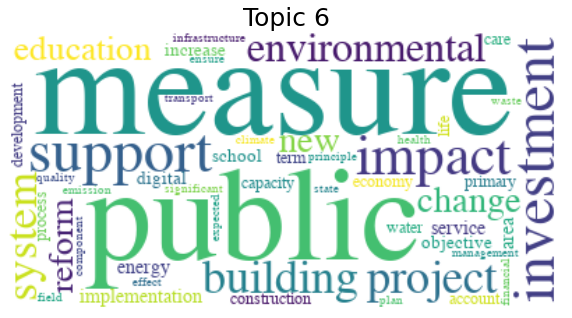 Topic 6
infrastructure
education
increase
environmental
care
ensure
measure
development
transport
waste
life
support
new
impact
investment
climate
health
school
term
principle
quality
digital
capacity
economy
primary
system
process
emission
significant
state
public
change
reform
component
expected
water
service
area
objective
management
energy
effect
building
project
financial
field
implementation
construction
plan
account